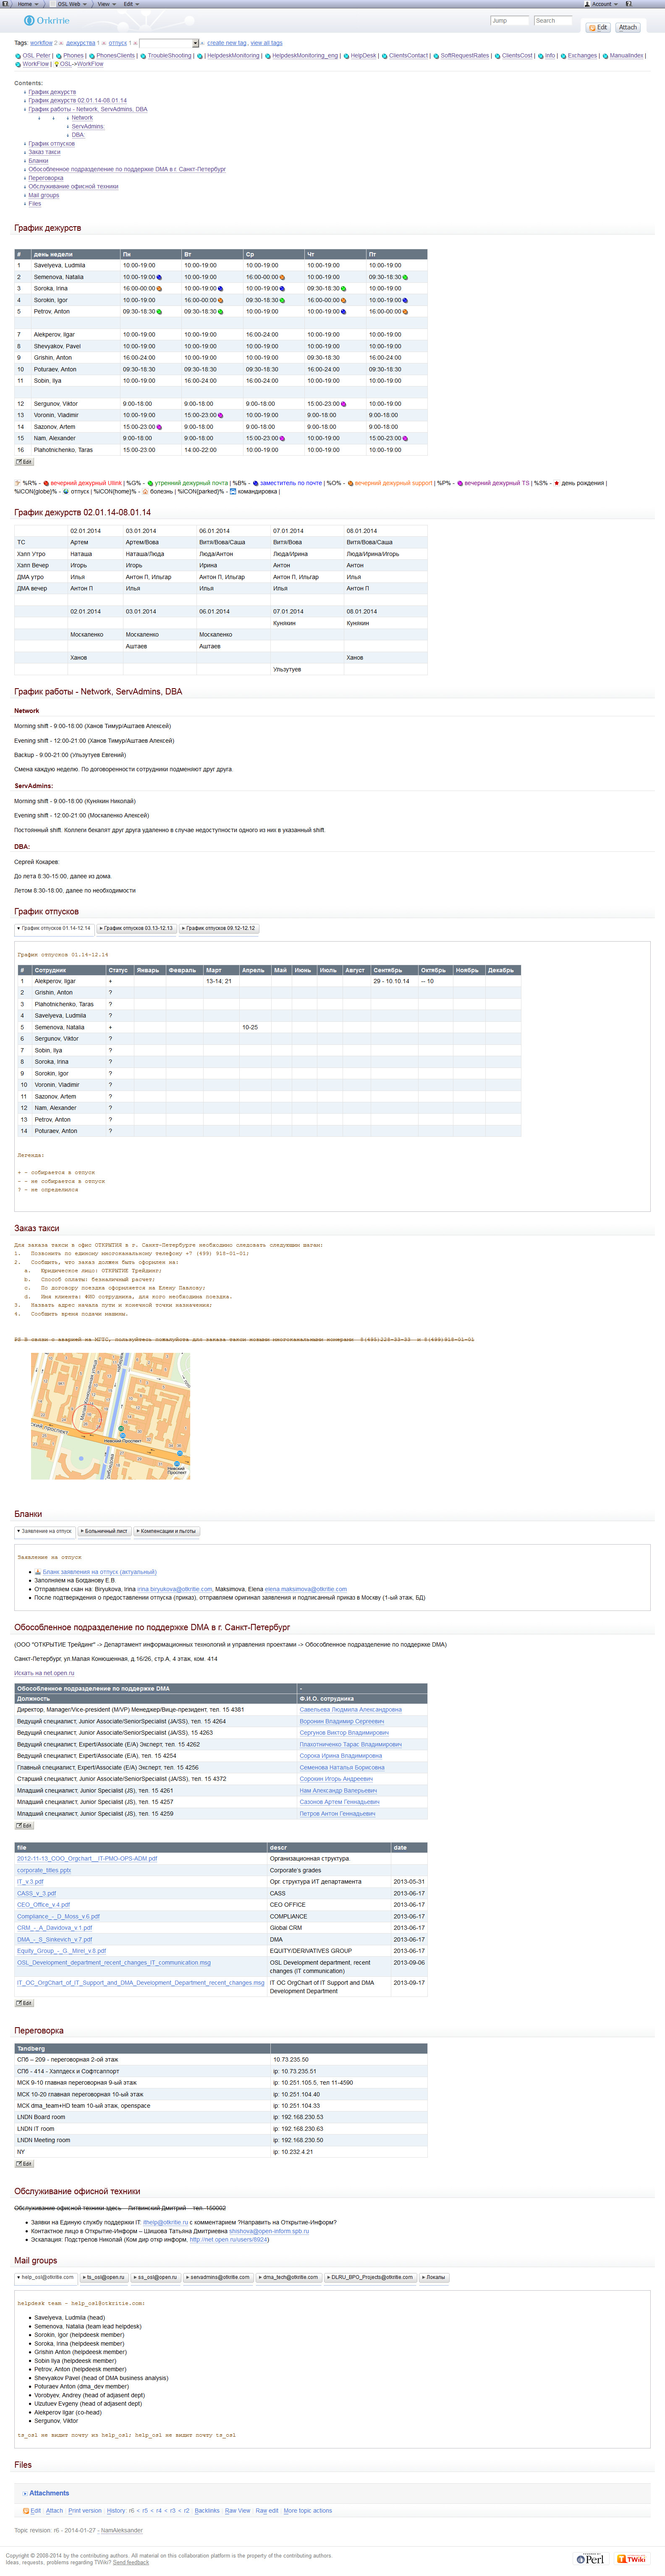 Home OSL Web View Edit Account
Otkritie
Jump Search Edit Attach
Tags: workflow 2 дежурства 1 отпуск 1 create new tag, view all tags
OSL Peter | Phones | PhonesClients | TroubleShooting | HelpdeskMonitoring | HelpdeskMonitoring_eng | HelpDesk | ClientsContact | SoftRequestRates | ClientsCost | Info | Exchanges | ManualIndex |
WorkFlow | OSL->WorkFlow
Contents:
График дежурств
График дежурств 02.01.14-08.01.14
График работы - Network, ServAdmins, DBA
Network
ServAdmins:
DBA:
График отпусков
Заказ такси
Бланки
Обособленное подразделение по поддержке DMA в г. Санкт-Петербург
Переговорка
Обслуживание офисной техники
Mail groups
Files
График дежурств
# день недели Пн Вт Ср Чт Пт
1 Savelyeva, Ludmila 10:00-19:00 10:00-19:00 10:00-19:00 10:00-19:00 10:00-19:00
2 Semenova, Natalia 10:00-19:00 10:00-19:00 16:00-00:00 10:00-19:00 09:30-18:30
3 Soroka, Irina 16:00-00:00 10:00-19:00 10:00-19:00 09:30-18:30 10:00-19:00
4 Sorokin, Igor 10:00-19:00 16:00-00:00 09:30-18:30 16:00-00:00 10:00-19:00
5 Petrov, Anton 09:30-18:30 09:30-18:30 10:00-19:00 10:00-19:00 16:00-00:00
7 Alekperov, Ilgar 10:00-19:00 10:00-19:00 16:00-24:00 10:00-19:00 10:00-19:00
8 Shevyakov, Pavel 10:00-19:00 10:00-19:00 10:00-19:00 10:00-19:00 10:00-19:00
9 Grishin, Anton 16:00-24:00 10:00-19:00 10:00-19:00 09:30-18:30 16:00-24:00
10 Poturaev, Anton 09:30-18:30 09:30-18:30 09:30-18:30 16:00-24:00 09:30-18:30
11 Sobin, Ilya 10:00-19:00 16:00-24:00 16:00-24:00 10:00-19:00 10:00-19:00
12 Sergunov, Viktor 9:00-18:00 9:00-18:00 9:00-18:00 15:00-23:00 10:00-19:00
13 Voronin, Vladimir 10:00-19:00 15:00-23:00 10:00-19:00 9:00-18:00 9:00-18:00
14 Sazonov, Artem 15:00-23:00 9:00-18:00 9:00-18:00 9:00-18:00 9:00-18:00
15 Nam, Alexander 9:00-18:00 9:00-18:00 15:00-23:00 10:00-19:00 15:00-23:00
16 Plahotnichenko, Taras 15:00-23:00 14:00-22:00 10:00-19:00 10:00-19:00 10:00-19:00
Edit
%R% - вечерний дежурный Utlink | %G% - утренний дежурный почта | %B% - заместитель по почте | %O% - вечерний дежурный support | %P% - вечерний дежурный TS | %S% - день рождения |
%ICON{globe}% - отпуск | %ICON{home}% - болезнь | %ICON{parked}% - командировка |
График дежурств 02.01.14-08.01.14
02.01.2014 03.01.2014 06.01.2014 07.01.2014 08.01.2014
ТС Артем Артем/Вова Витя/Вова/Саша Витя/Вова Витя/Вова/Саша
Хэлп Утро Наташа Наташа/Люда Люда/Антон Люда/Ирина Люда/Ирина/Игорь
Хэлп Вечер Игорь Игорь Ирина Антон Антон
ДМА утро Илья Антон П, Ильгар Антон П, Ильгар Антон П, Ильгар Илья
ДМА вечер Антон П Илья Илья Илья Антон П
02.01.2014 03.01.2014 06.01.2014 07.01.2014 08.01.2014
Кунякин Кунякин
Москаленко Москаленко Москаленко
Аштаев Аштаев
Ханов Ханов
Ульзутуев
График работы - Network, ServAdmins, DBA
Network
Morning shift - 9:00-18:00 (Ханов Тимур/Аштаев Алексей)
Evening shift - 12:00-21:00 (Ханов Тимур/Аштаев Алексей)
Backup - 9:00-21:00 (Ульзутуев Евгений)
Смена каждую неделю. По договоренности сотрудники подменяют друг друга.
ServAdmins:
Morning shift - 9:00-18:00 (Кунякин Николай)
Evening shift - 12:00-21:00 (Москаленко Алексей)
Постоянный shift. Коллеги бекапят друг друга удаленно в случае недоступности одного из них в указанный shift.
DBA:
Сергей Кокарев:
До лета 8:30-15:00, далее из дома.
Летом 8:30-18:00, далее по необходимости
График отпусков
График отпусков 01.14-12.14 График отпусков 03.13-12.13 График отпусков 09.12-12.12
График отпусков 01.14-12.14
# Сотрудник Статус Январь Февраль Март Апрель Май Июнь Июль Август Сентябрь Октябрь Ноябрь Декабрь
1 Alekperov, Ilgar + 13-14; 21 29 - 10.10.14 -- 10
2 Grishin, Anton ?
3 Plahotnichenko, Taras ?
4 Savelyeva, Ludmila ?
5 Semenova, Natalia + 10-25
6 Sergunov, Viktor ?
7 Sobin, Ilya ?
8 Soroka, Irina ?
9 Sorokin, Igor ?
10 Voronin, Vladimir ?
11 Sazonov, Artem ?
12 Nam, Alexander ?
13 Petrov, Anton ?
14 Poturaev, Anton ?
Легенда:
+ - собирается в отпуск
- - не собирается в отпуск
? - не определился
Заказ такси
Для заказа такси в офис ОТКРЫТИЯ в г. Санкт-Петербурге необходимо следовать следующим шагам:
1. Позвонить по единому многоканальному телефону +7 (499) 918-01-01;
2. Сообщить, что заказ должен быть оформлен на:
a. Юридическое лицо: ОТКРЫТИЕ Трейдинг;
b. Способ оплаты: безналичный расчет;
c. По договору поездка оформляется на Елену Павлову;
d. Имя клиента: ФИО сотрудника, для кого необходима поездка.
3. Назвать адрес начала пути и конечной точки назначения;
4. Сообщить время подачи машины.
PS В связи с аварией на МГТС, пользуйтесь пожалуйста для заказа такси новыми многоканальными номерами 8(495)225-33-33 и 8(499)918-01-01
Невский Проспект
Невский Проспект
Бланки
Заявление на отпуск Больничный лист Компенсации и льготы
Заявление на отпуск
Бланк заявления на отпуск (актуальный)
Заполняем на Богданову Е.В.
Отправляем скан на: Biryukova, Irina irina.biryukova@otkritie.com, Maksimova, Elena elena.maksimova@otkritie.com
После подтверждения о предоставлении отпуска (приказ), отправляем оригинал заявления и подписанный приказ в Москву (1-ый этаж, БД)
Обособленное подразделение по поддержке DMA в г. Санкт-Петербург
(ООО "ОТКРЫТИЕ Трейдинг" -> Департамент информационных технологий и управления проектами -> Обособленное подразделение по поддержке DMA)
Санкт-Петербург, ул.Малая Конюшенная, д.16/26, стр.А, 4 этаж, ком. 414
Искать на net.open.ru
Обособленное подразделение по поддержке DMA -
Должность Ф.И.О. сотрудника
Директор, Manager/Vice-president (M/VP) Менеджер/Вице-президент, тел. 15 4381 Савельева Людмила Александровна
Ведущий специалист, Junior Associate/SeniorSpecialist (JA/SS), тел. 15 4264 Воронин Владимир Сергеевич
Ведущий специалист, Junior Associate/SeniorSpecialist (JA/SS), 15 4263 Сергунов Виктор Владимирович
Ведущий специалист, Expert/Associate (E/A) Эксперт, тел. 15 4262 Плахотниченко Тарас Владимирович
Ведущий специалист, Expert/Associate (E/A), тел. 15 4254 Сорока Ирина Владимировна
Главный специалист, Expert/Associate (E/A) Эксперт, тел. 15 4256 Семенова Наталья Борисовна
Старший специалист, Junior Associate/SeniorSpecialist (JA/SS), тел. 15 4372 Сорокин Игорь Андреевич
Младший специалист, Junior Specialist (JS), тел. 15 4261 Нам Александр Валерьевич
Младший специалист, Junior Specialist (JS), тел. 15 4257 Сазонов Артем Геннадьевич
Младший специалист, Junior Specialist (JS), тел. 15 4259 Петров Антон Геннадьевич
Edit
file descr date
2012-11-13_COO_Orgchart__IT-PMO-OPS-ADM.pdf Организационная структура
corporate_titles.pptx Corporate's grades
IT_v.3.pdf Орг. структура ИТ департамента 2013-05-31
CASS_v_3.pdf CASS 2013-06-17
CEO_Office_v.4.pdf CEO OFFICE 2013-06-17
Compliance_-_D_Moss_v.6.pdf COMPLIANCE 2013-06-17
CRM_-_A_Davidova_v.1.pdf Global CRM 2013-06-17
DMA_-_S_Sinkevich_v.7.pdf DMA 2013-06-17
Equity_Group_-_G._Mirel_v.8.pdf EQUITY/DERIVATIVES GROUP 2013-06-17
OSL_Development_department_recent_changes_IT_communication.msg OSL Development department, recent changes (IT communication) 2013-09-06
IT_OC_OrgChart_of_IT_Support_and_DMA_Development_Department_recent_changes.msg IT OC OrgChart of IT Support and DMA Development Department 2013-09-17
Edit
Переговорка
Tandberg
СПб – 209 - переговорная 2-ой этаж 10.73.235.50
СПб - 414 - Хэлпдеск и Софтсаппорт ip: 10.73.235.51
МСК 9-10 главная переговорная 9-ый этаж ip: 10.251.105.5, тел 11-4590
МСК 10-20 главная переговорная 10-ый этаж ip: 10.251.104.40
МСК dma_team+HD team 10-ый этаж, openspace ip: 10.251.104.33
LNDN Board room ip: 192.168.230.53
LNDN IT room ip: 192.168.230.63
LNDN Meeting room ip: 192.168.230.50
NY ip: 10.232.4.21
Edit
Обслуживание офисной техники
Обслуживание офисной техники здесь - Литвинский Дмитрий - тел. 150002
Заявки на Единую службу поддержки IT: ithelp@otkritie.ru с комментарием ?Направить на Открытие-Информ?
Контактное лицо в Открытие-Информ – Шишова Татьяна Дмитриевна shishova@open-inform.spb.ru
Эскалация: Подстрелов Николай (Ком дир откр информ, http://net.open.ru/users/8924)
Mail groups
help_osl@otkritie.com ts_osl@open.ru ss_osl@open.ru servadmins@otkritie.com dma_tech@otkritie.com DLRU_BPO_Projects@otkritie.com Локалы
helpdesk team - help_osl@otkritie.com:
Savelyeva, Ludmila (head)
Semenova, Natalia (team lead helpdesk)
Sorokin, Igor (helpdeesk member)
Soroka, Irina (helpdeesk member)
Grishin Anton (helpdeesk member)
Sobin Ilya (helpdeesk member)
Petrov, Anton (helpdeesk member)
Shevyakov Pavel (head of DMA business analysis)
Poturaev Anton (dma_dev member)
Vorobyev, Andrey (head of adjasent dept)
Ulzutuev Evgeny (head of adjasent dept)
Alekperov Ilgar (co-head)
Sergunov, Viktor
ts_osl не видит почту из help_osl; help_osl не видит почту ts_osl
Files
Attachments
Edit | Attach | Print version | History: r6 < r5 < r4 < r3 < r2 | Backlinks | Raw View | Raw edit | More topic actions
Topic revision: r6 - 2014-01-27 - NamAleksander
Copyright © 2008-2014 by the contributing authors. All material on this collaboration platform is the property of the contributing authors.
Ideas, requests, problems regarding TWiki? Send feedback
Perl TWiki